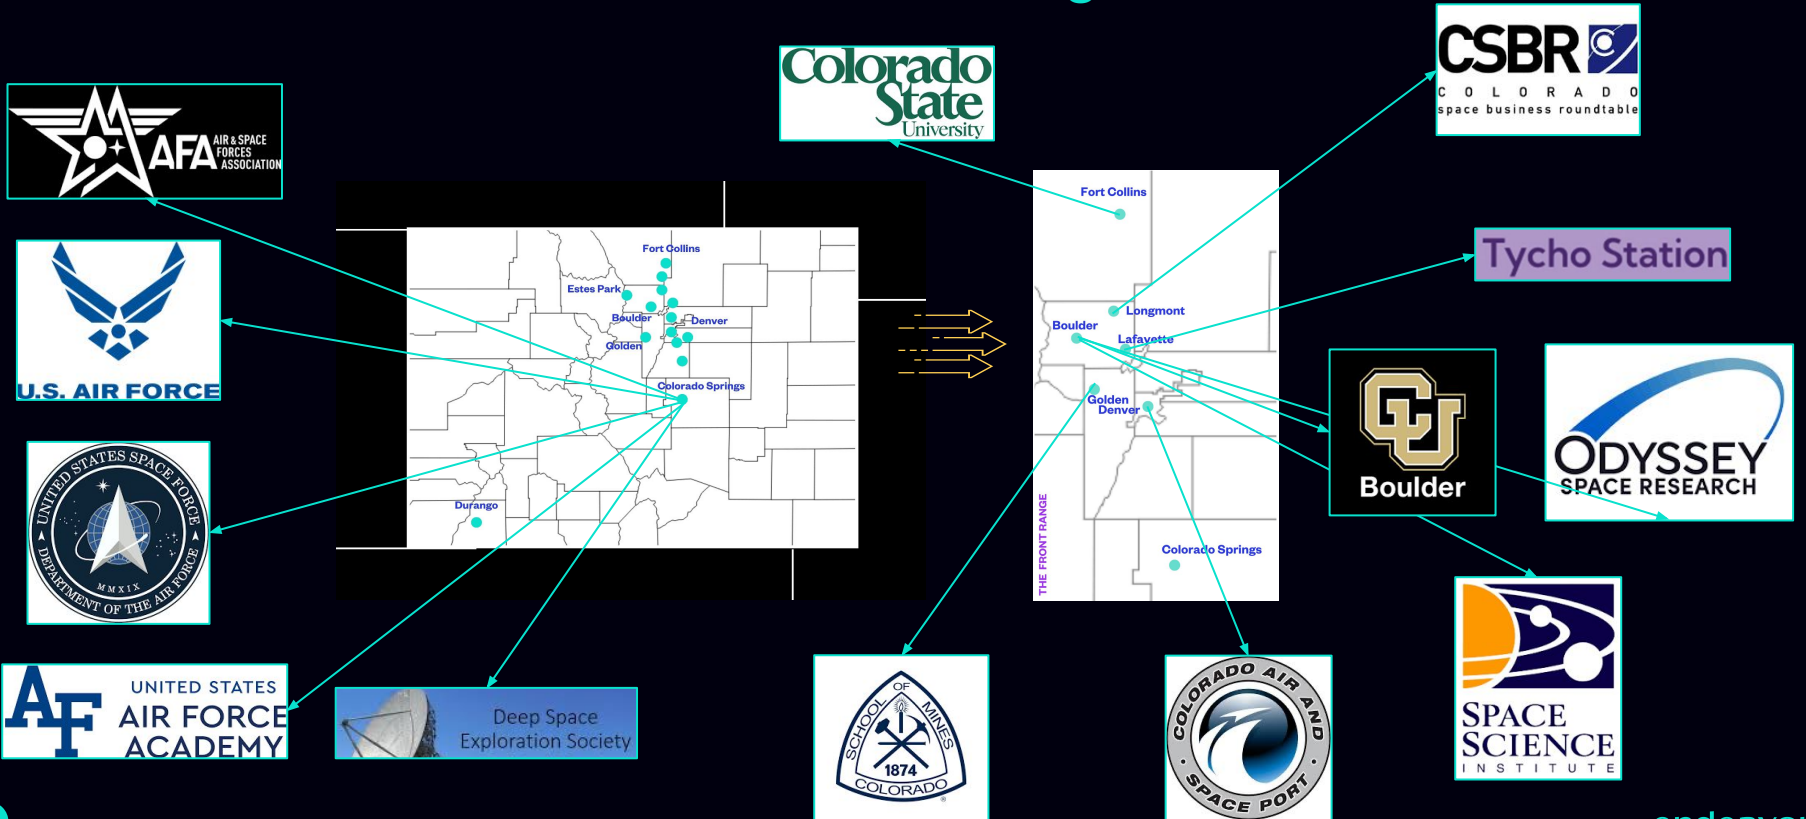 AFA AIR & SPACE
FORCES
ASSOCIATION
U.S. AIR FORCE
UNITED STATES SPACE FORCE
MMXIX
DEPARTMENT OF THE AIR FORCE
AF
UNITED STATES
AIR FORCE
ACADEMY
Deep Space
Exploration Society
Fort Collins
Estes Park
Boulder
Denver
Golden
Colorado Springs
Durango
Colorado
State
University
Fort Collins
Longmont
Boulder
Lafayette
Golden
Denver
Colorado Springs
THE FRONT RANGE
CSBR
COLORADO
space business roundtable
Tycho Station
CU
Boulder
ODYSSEY
SPACE RESEARCH
SPACE
SCIENCE
INSTITUTE
SCHOOL OF MINES
1874
COLORADO
®
COLORADO AIR AND
SPACE PORT